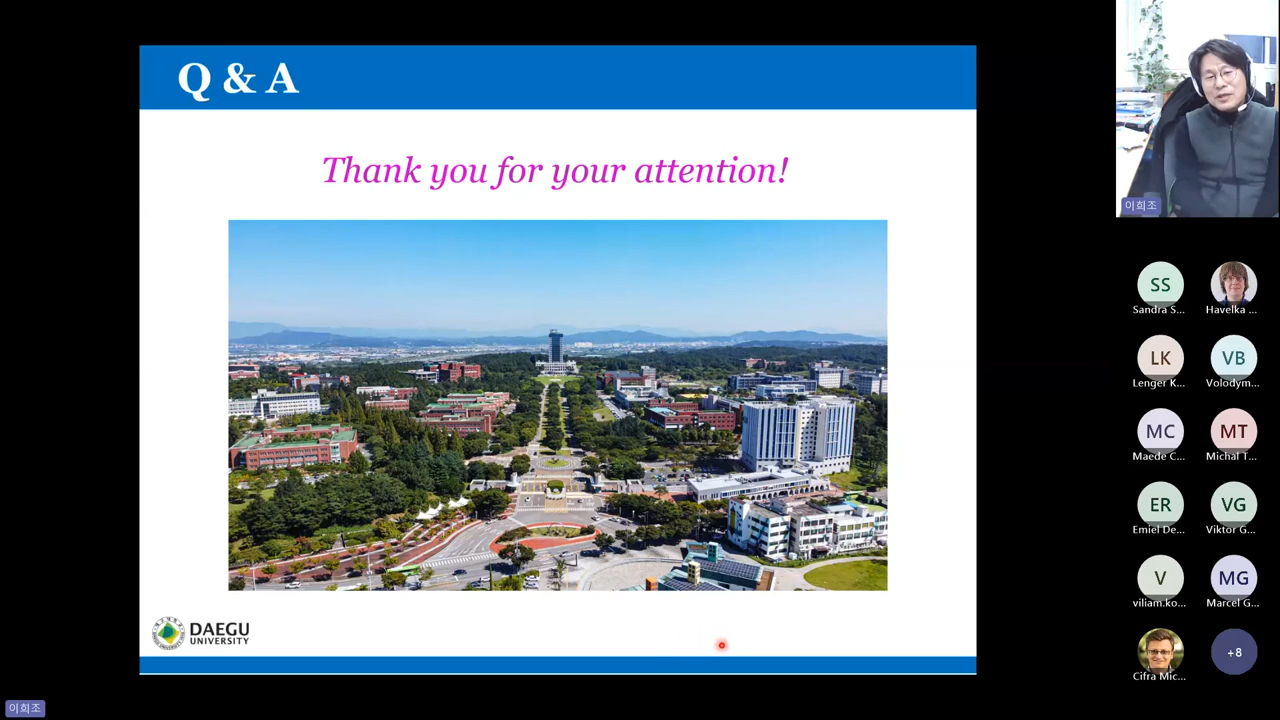 Q & A
Thank you for your attention!
DAEGU
UNIVERSITY
이희조
SS
Sandra S...
Havelka ...
LK
Lenger K...
VB
Volodym...
MC
Maede C...
MT
Michal T...
ER
Emiel De...
VG
Viktor G...
V
viliam.ko...
MG
Marcel G...
Cifra Mic...
+8
이희조